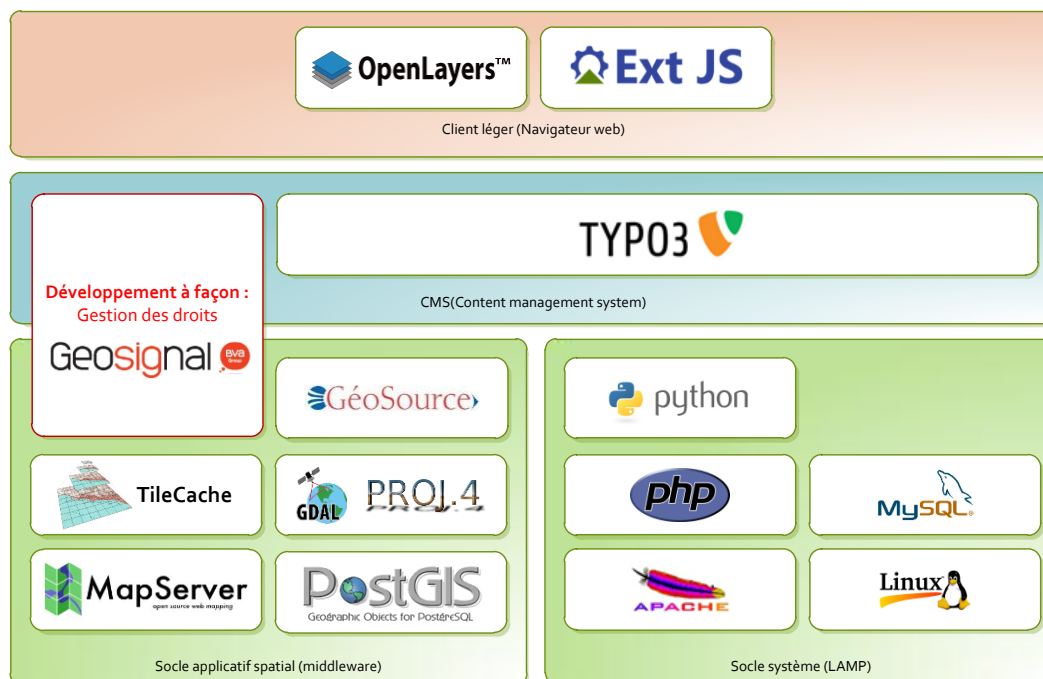 OpenLayers™
Ext JS
Client léger (Navigateur web)
TYPO3
Développement à façon :
Gestion des droits
Geosignal BVA Group
CMS(Content management system)
GéoSource
python
TileCache
GDAL
PROJ.4
php
MySQL®
MapServer
open source web mapping
PostGIS
Geographic Objects for PostgreSQL
APACHE
Linux
Socle applicatif spatial (middleware)
Socle système (LAMP)